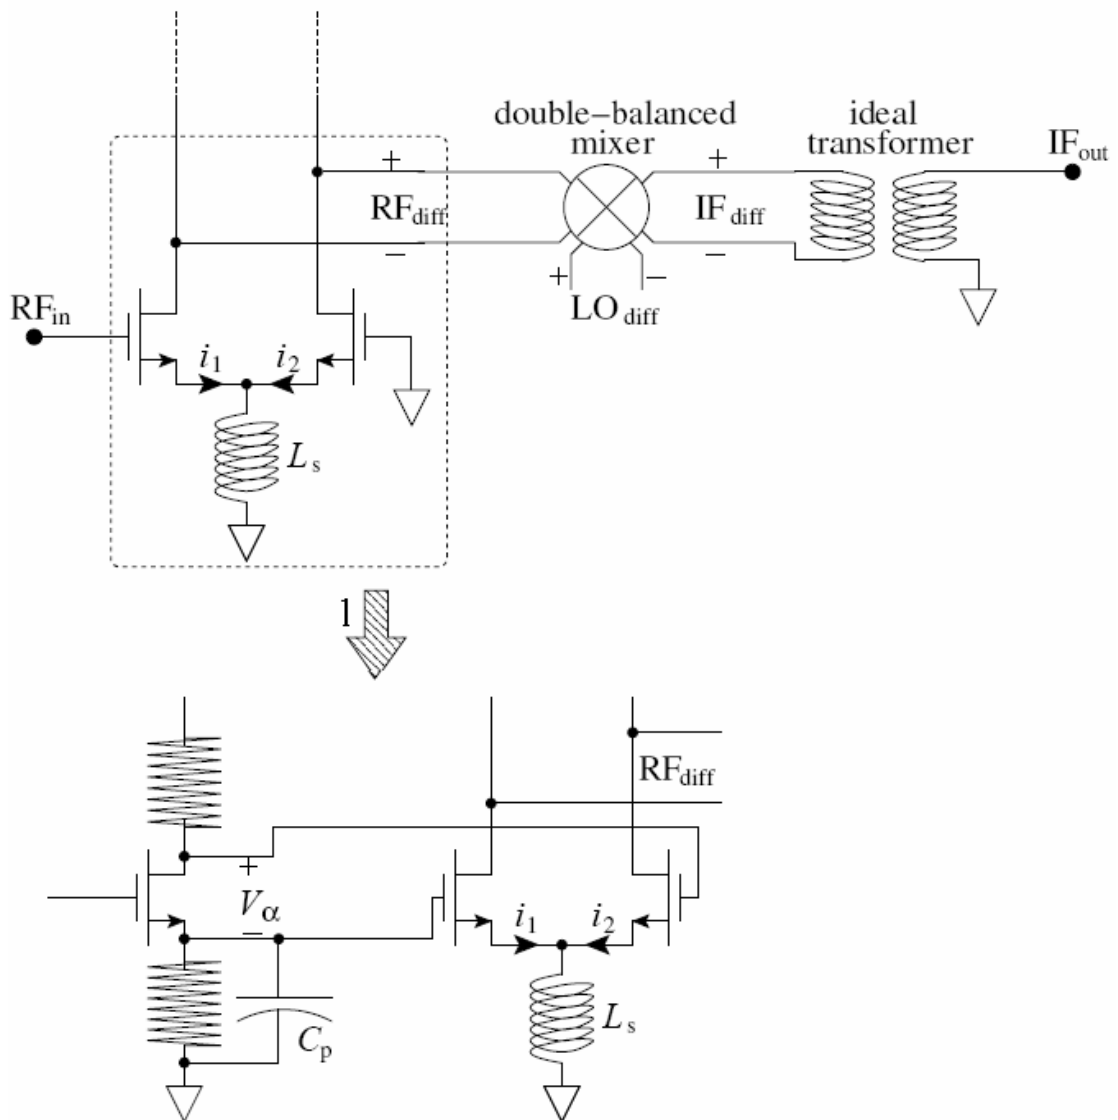 double–balanced
mixer
ideal
transformer
IFout
+
RFdiff
–
+
IFdiff
–
+ –
LOdiff
RFin
i1 i2
Ls
1
RFdiff
+
Vα
–
i1 i2
Cp
Ls